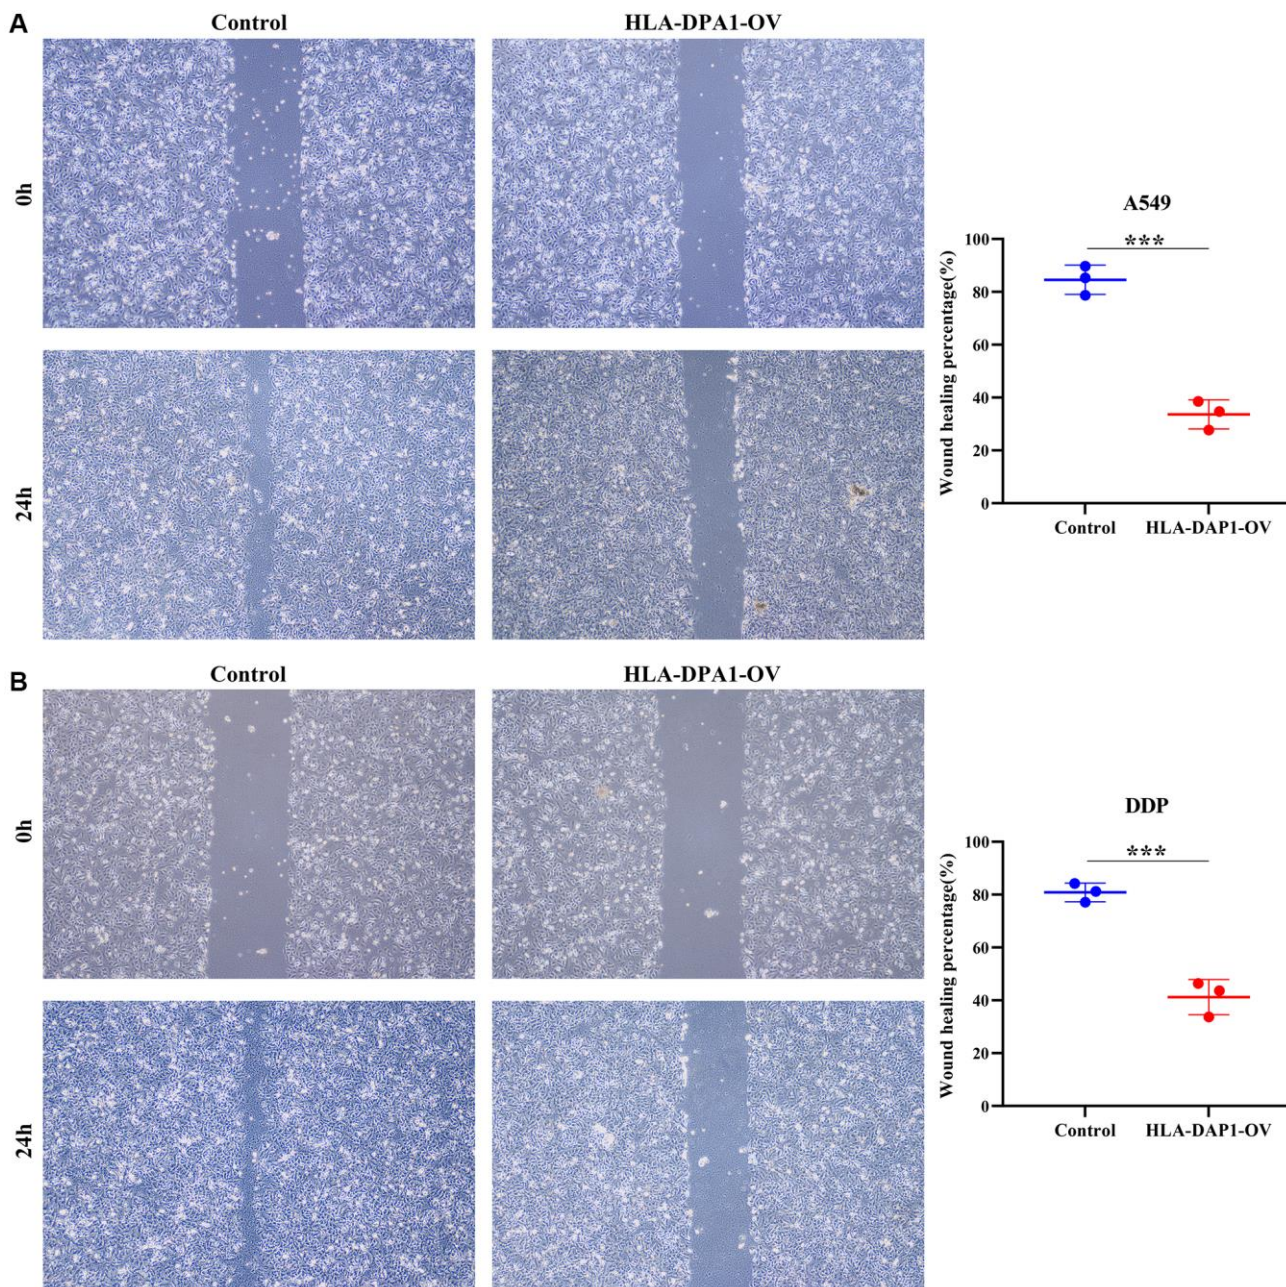 A
Control
HLA-DPA1-OV
0h
24h
A549
***
Wound healing percentage(%)
100
80
60
40
20
0
Control
HLA-DAP1-OV
B
Control
HLA-DPA1-OV
0h
24h
DDP
***
Wound healing percentage(%)
100
80
60
40
20
0
Control
HLA-DAP1-OV